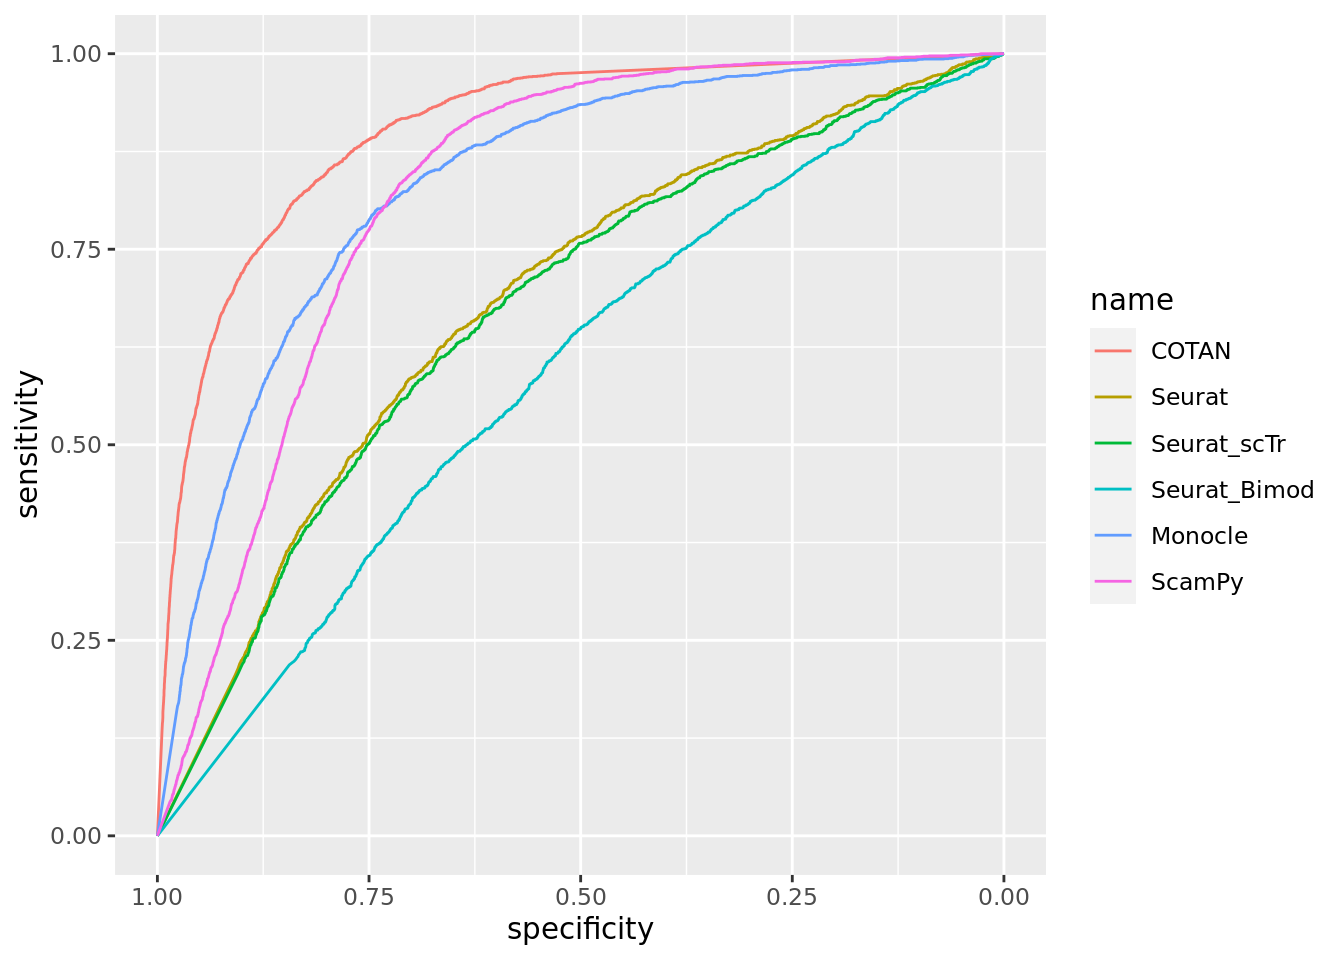 1.00
0.75
0.50
0.25
0.00
sensitivity
1.00 0.75 0.50 0.25 0.00
specificity
name
COTAN
Seurat
Seurat_scTr
Seurat_Bimod
Monocle
ScamPy